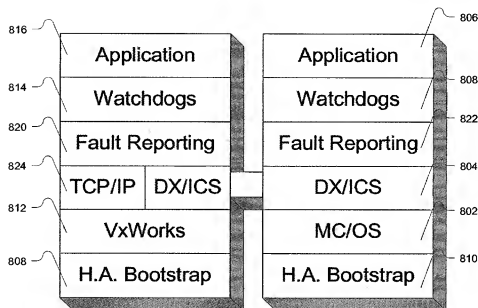 816 Application Application 806
814 Watchdogs Watchdogs 808
820 Fault Reporting Fault Reporting 822
824 TCP/IP DX/ICS DX/ICS 804
812 VxWorks MC/OS 802
808 H.A. Bootstrap H.A. Bootstrap 810